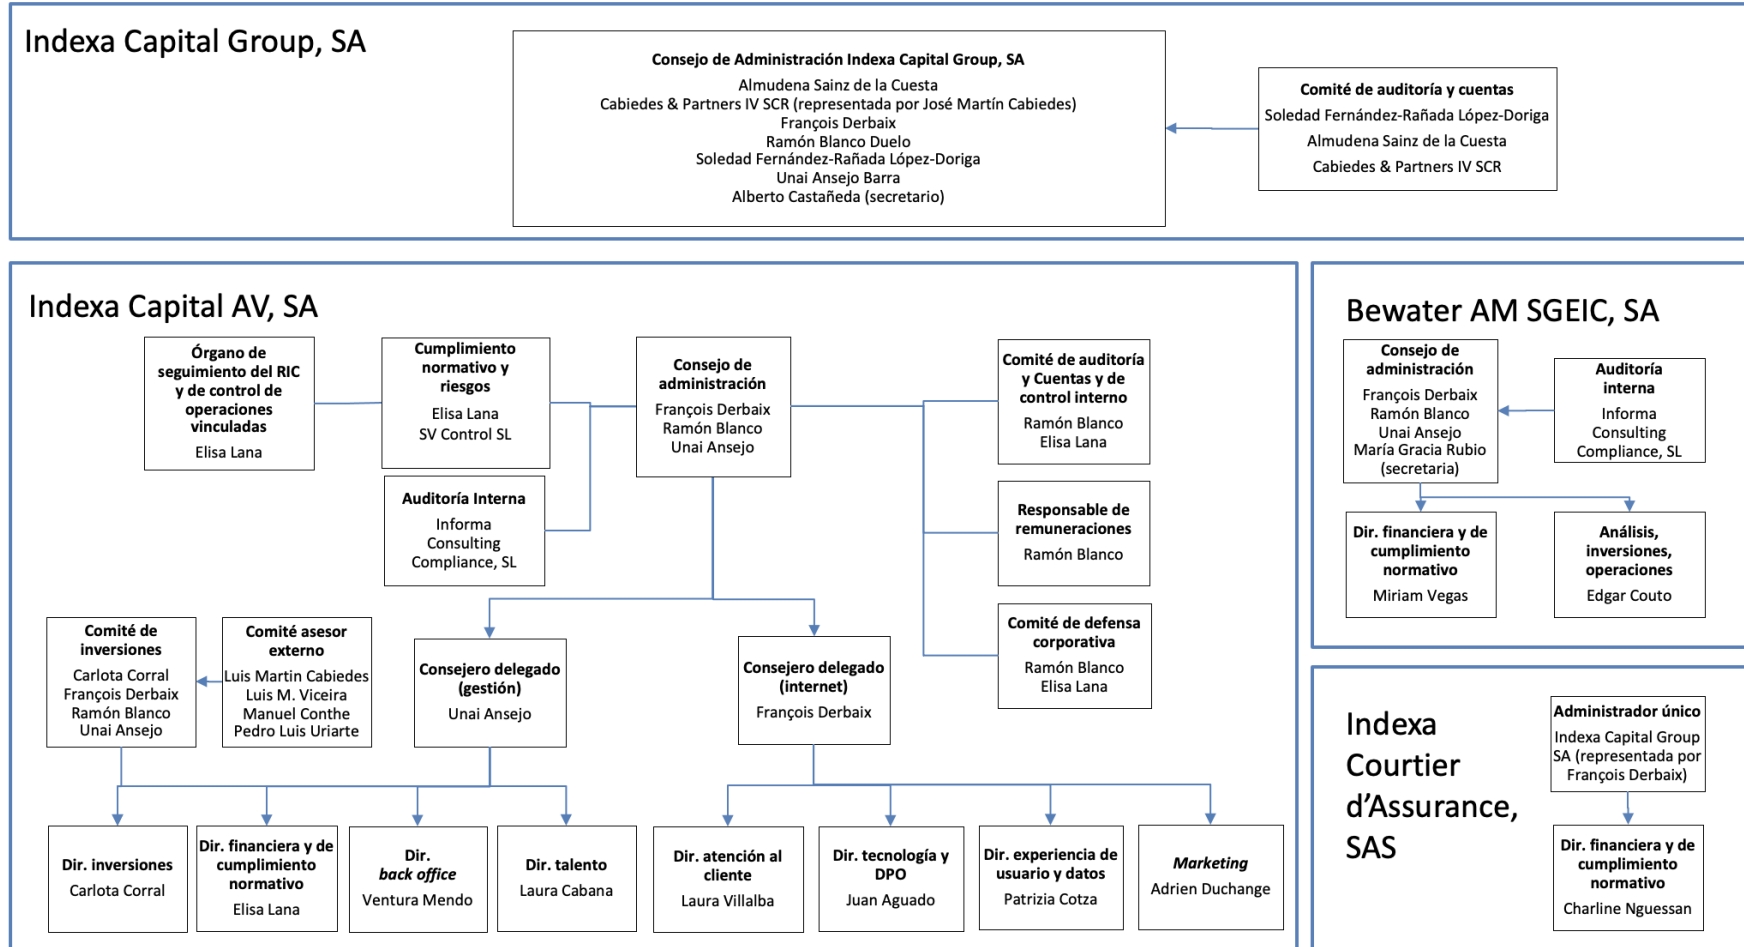 Indexa Capital Group, SA
Consejo de Administración Indexa Capital Group, SA
Almudena Sainz de la Cuesta
Cabiedes & Partners IV SCR (representada por José Martín Cabiedes)
François Derbaix
Ramón Blanco Duelo
Soledad Fernández-Rañada López-Doriga
Unai Ansejo Barra
Alberto Castañeda (secretario)
Comité de auditoría y cuentas
Soledad Fernández-Rañada López-Doriga
Almudena Sainz de la Cuesta
Cabiedes & Partners IV SCR
Indexa Capital AV, SA
Órgano de
seguimiento del RIC
y de control de
operaciones
vinculadas
Elisa Lana
Cumplimiento
normativo y
riesgos
Elisa Lana
SV Control SL
Auditoría Interna
Informa
Consulting
Compliance, SL
Consejo de
administración
François Derbaix
Ramón Blanco
Unai Ansejo
Comité de auditoría
y Cuentas y de
control interno
Ramón Blanco
Elisa Lana
Responsable de
remuneraciones
Ramón Blanco
Comité de defensa
corporativa
Ramón Blanco
Elisa Lana
Comité de
inversiones
Carlota Corral
François Derbaix
Ramón Blanco
Unai Ansejo
Comité asesor
externo
Luis Martin Cabiedes
Luis M. Viceira
Manuel Conthe
Pedro Luis Uriarte
Consejero delegado
(gestión)
Unai Ansejo
Consejero delegado
(internet)
François Derbaix
Dir. inversiones
Carlota Corral
Dir. financiera y de
cumplimiento
normativo
Elisa Lana
Dir.
back office
Ventura Mendo
Dir. talento
Laura Cabana
Dir. atención al
cliente
Laura Villalba
Dir. tecnología y
DPO
Juan Aguado
Dir. experiencia de
usuario y datos
Patrizia Cotza
Marketing
Adrien Duchange
Bewater AM SGEIC, SA
Consejo de
administración
François Derbaix
Ramón Blanco
Unai Ansejo
María Gracia Rubio
(secretaria)
Auditoría
interna
Informa
Consulting
Compliance, SL
Dir. financiera y de
cumplimiento
normativo
Miriam Vegas
Análisis,
inversiones,
operaciones
Edgar Couto
Indexa
Courtier
d’Assurance,
SAS
Administrador único
Indexa Capital Group
SA (representada por
François Derbaix)
Dir. financiera y de
cumplimiento
normativo
Charline Nguessan